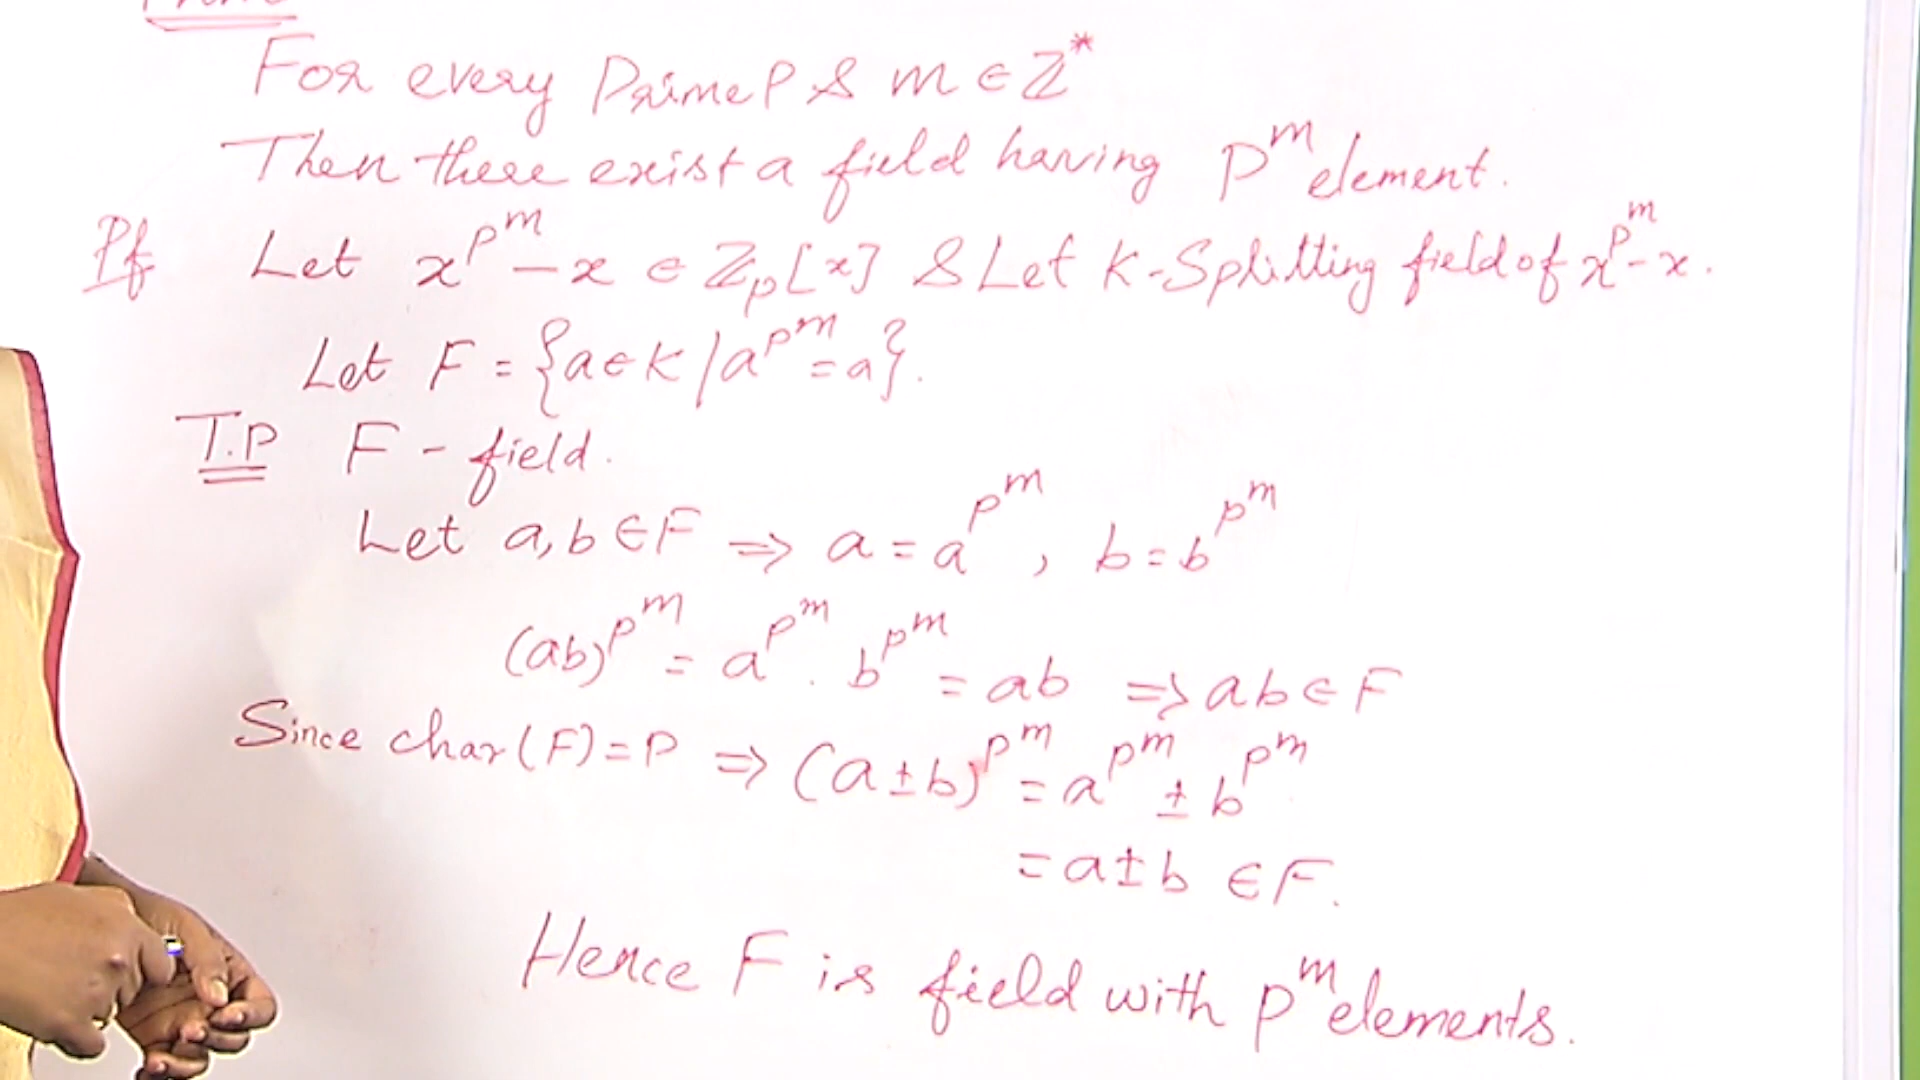 For every Prime P & m ∈ ℤ*
Then there exist a field having P^m element.
Pf Let x^{p^m} - x ∈ ℤ_p[x] & Let K-Splitting field of x^{p^m} - x.
Let F = {a ∈ K / a^{p^m} = a}.
T.P F - field.
Let a, b ∈ F ⇒ a = a^{p^m}, b = b^{p^m}
(ab)^{p^m} = a^{p^m} . b^{p^m} = ab ⇒ ab ∈ F
Since char(F) = P ⇒ (a ± b)^{p^m} = a^{p^m} ± b^{p^m}
= a ± b ∈ F.
Hence F is field with p^m elements.